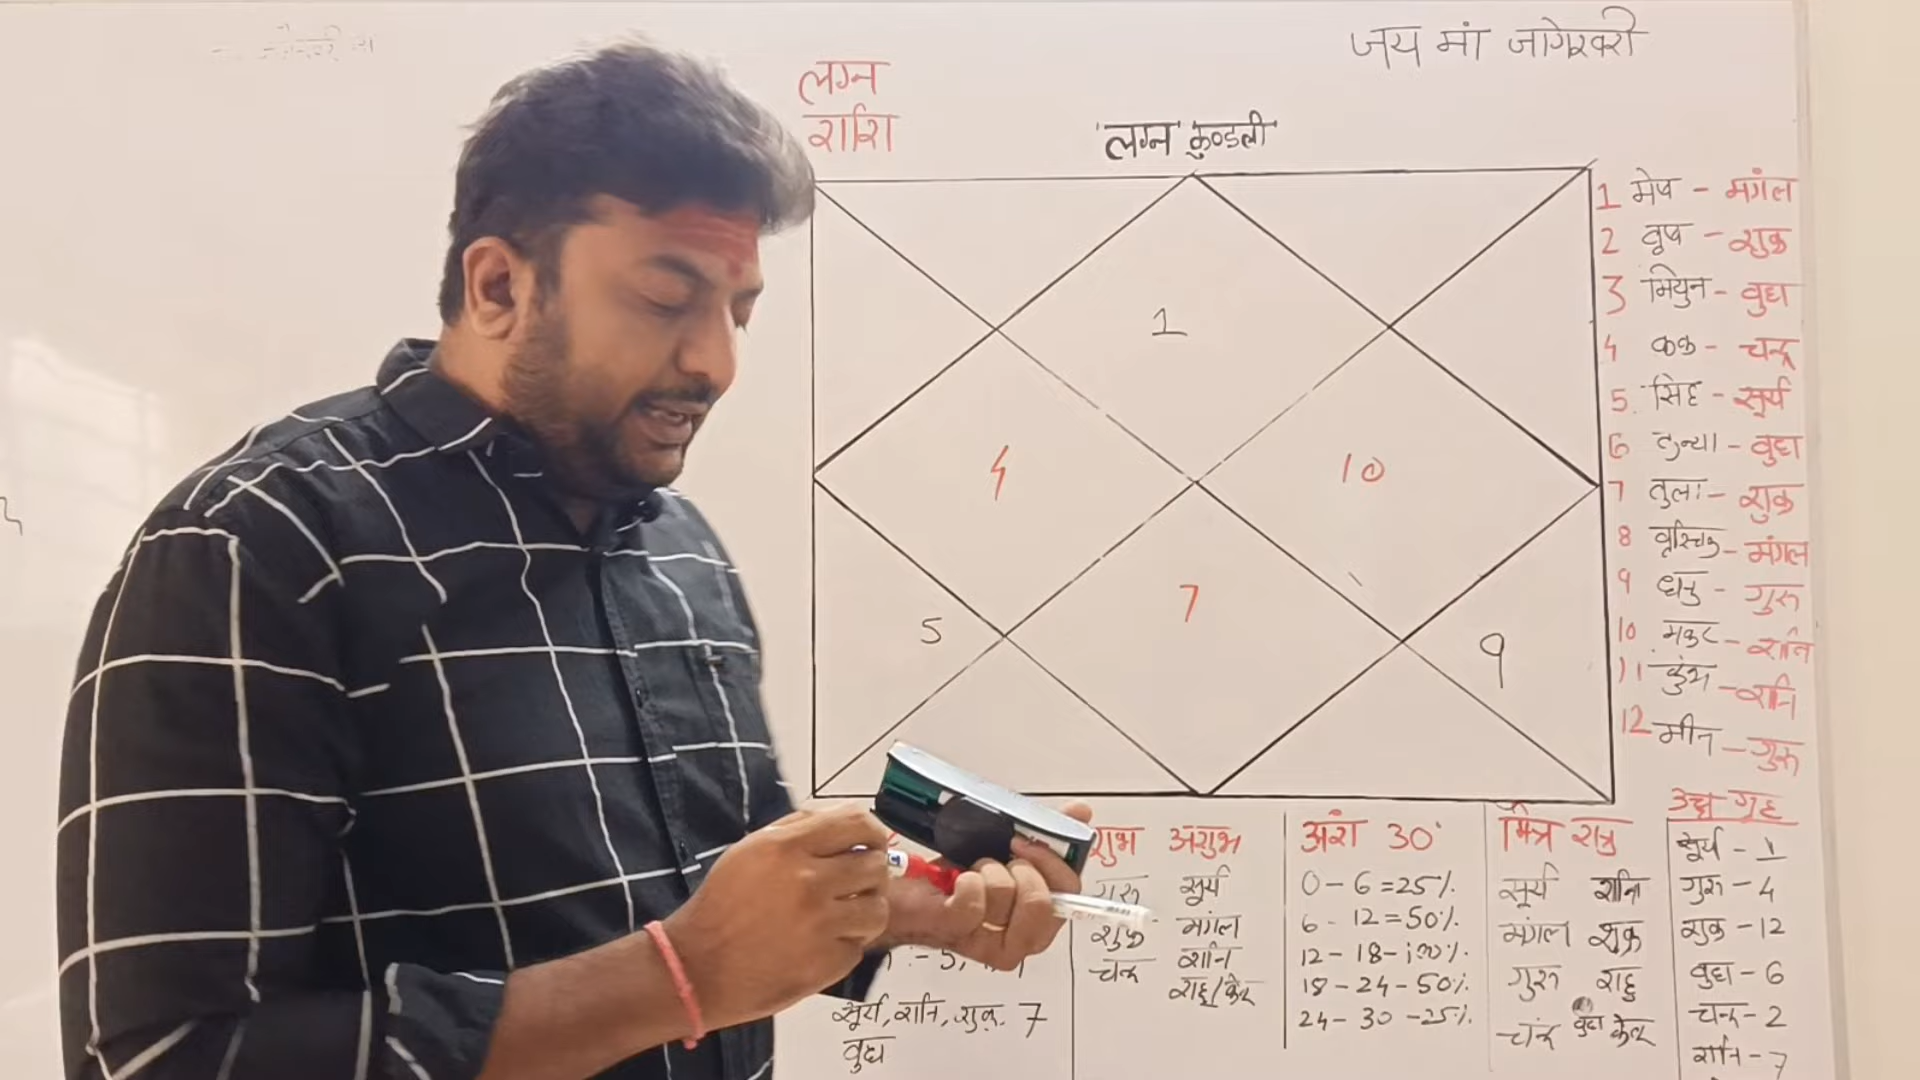 जय मां जागेश्वरी
लग्न
राशि
'लग्न' कुण्डली
1 मेष - मगंल
2 वृष - शुक्र
3 मिथुन - वुध
4 कर्क - चन्द्र
5. सिंह - सूर्य
6 कन्या - वुध
7 तुला - शुक्र
8 वृश्चिक - मंगल
9 धनु - गुरू
10 मकर - शनि
11 कुंभ - शनि
12 मीन - गुरू
1
4
10
7
5
9
शुभ अशुभ
गुरू सूर्य
शुक्र मंगल
चन्द्र शनि
राहु/केतु
सूर्य, शनि, शुक्र, 7
वुध
अंश 30°
0 - 6 = 25%.
6 - 12 = 50%.
12 - 18 - 100%.
18 - 24 - 50%.
24 - 30 - 25%.
मित्र शत्रु
सूर्य शनि
मंगल शुक्र
गुरू राहु
चन्द्र वुध केतु
उच्च गृह
सूर्य - 1
गुरू - 4
शुक्र - 12
वुध - 6
चन्द्र - 2
शनि - 7